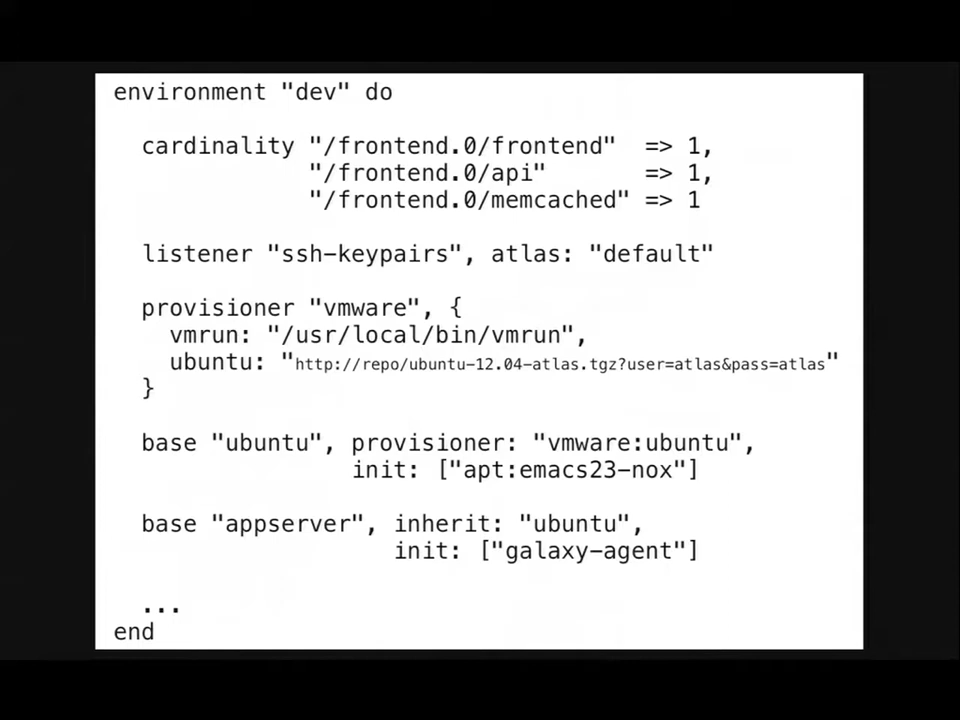 environment "dev" do
cardinality "/frontend.0/frontend" => 1,
"/frontend.0/api" => 1,
"/frontend.0/memcached" => 1
listener "ssh-keypairs", atlas: "default"
provisioner "vmware", {
vmrun: "/usr/local/bin/vmrun",
ubuntu: "http://repo/ubuntu-12.04-atlas.tgz?user=atlas&pass=atlas"
}
base "ubuntu", provisioner: "vmware:ubuntu",
init: ["apt:emacs23-nox"]
base "appserver", inherit: "ubuntu",
init: ["galaxy-agent"]
...
end